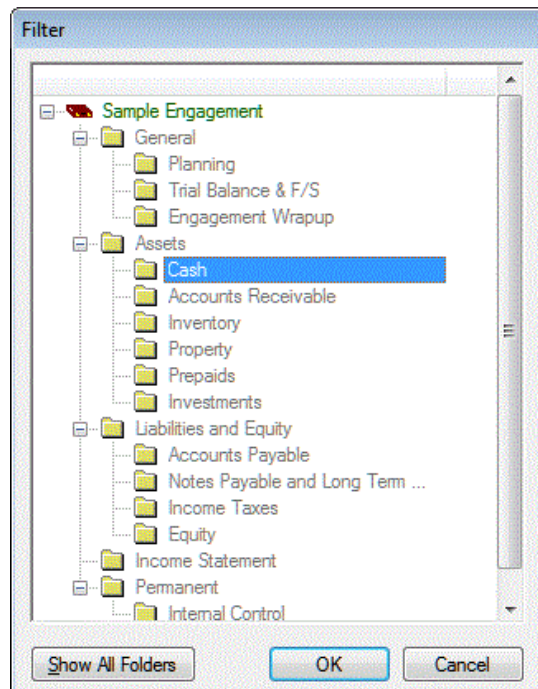 Filter
Sample Engagement
General
Planning
Trial Balance & F/S
Engagement Wrapup
Assets
Cash
Accounts Receivable
Inventory
Property
Prepaids
Investments
Liabilities and Equity
Accounts Payable
Notes Payable and Long Term ...
Income Taxes
Equity
Income Statement
Permanent
Internal Control
Show All Folders OK Cancel